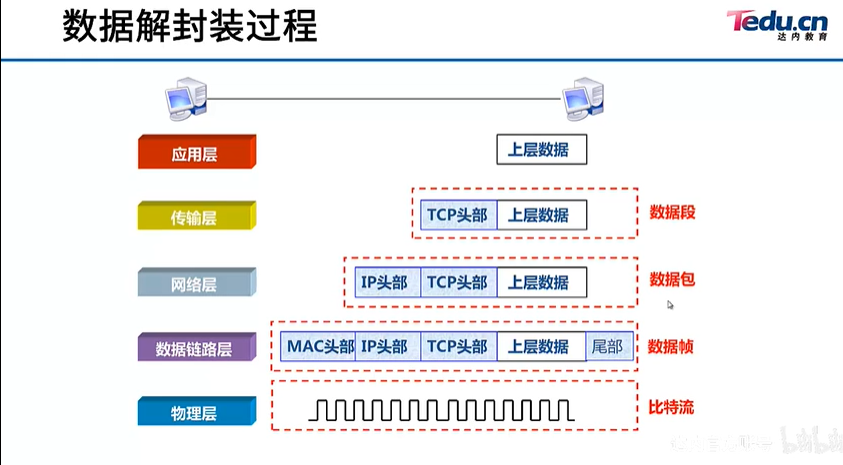 数据解封装过程
Tedu.cn
达内教育
应用层
上层数据
传输层
TCP头部 上层数据
数据段
网络层
IP头部 TCP头部 上层数据
数据包
数据链路层
MAC头部 IP头部 TCP头部 上层数据 尾部
数据帧
物理层
比特流
bilibili